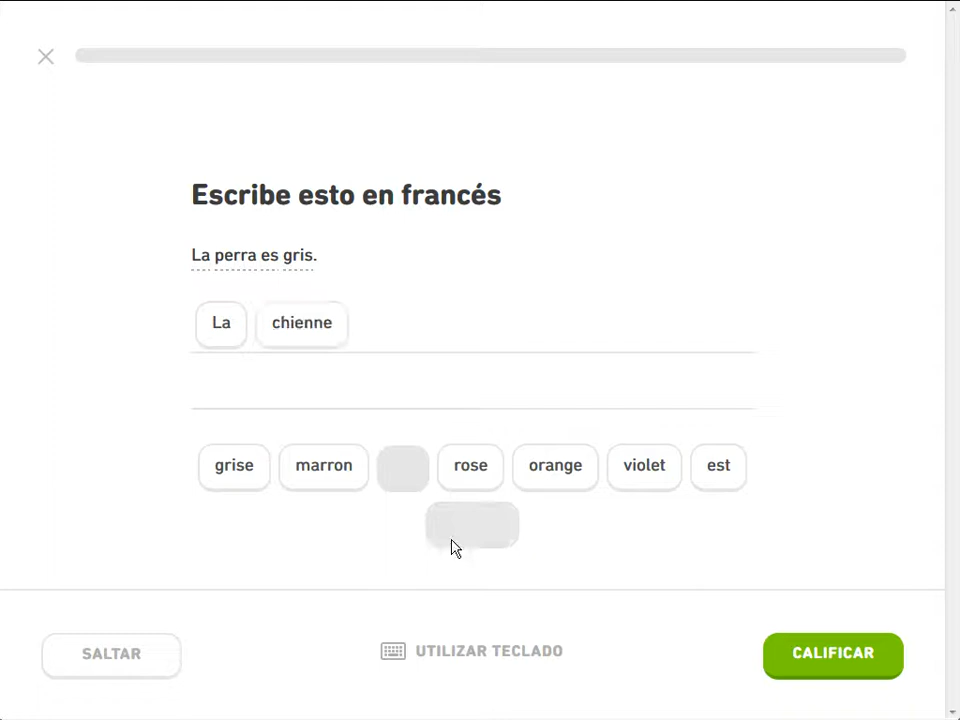 Escribe esto en francés
La perra es gris.
La chienne
grise marron rose orange violet est
SALTAR UTILIZAR TECLADO CALIFICAR